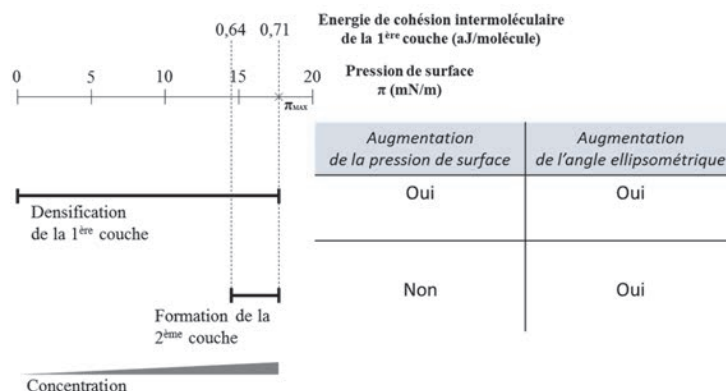 0,64 0,71
Energie de cohésion intermoléculaire
de la 1ère couche (aJ/molécule)
0 5 10 15 20
Pression de surface
π (mN/m)
πMAX
Augmentation
de la pression de surface
Augmentation
de l'angle ellipsométrique
Densification
de la 1ère couche
Oui Oui
Formation de la
2ème couche
Non Oui
Concentration